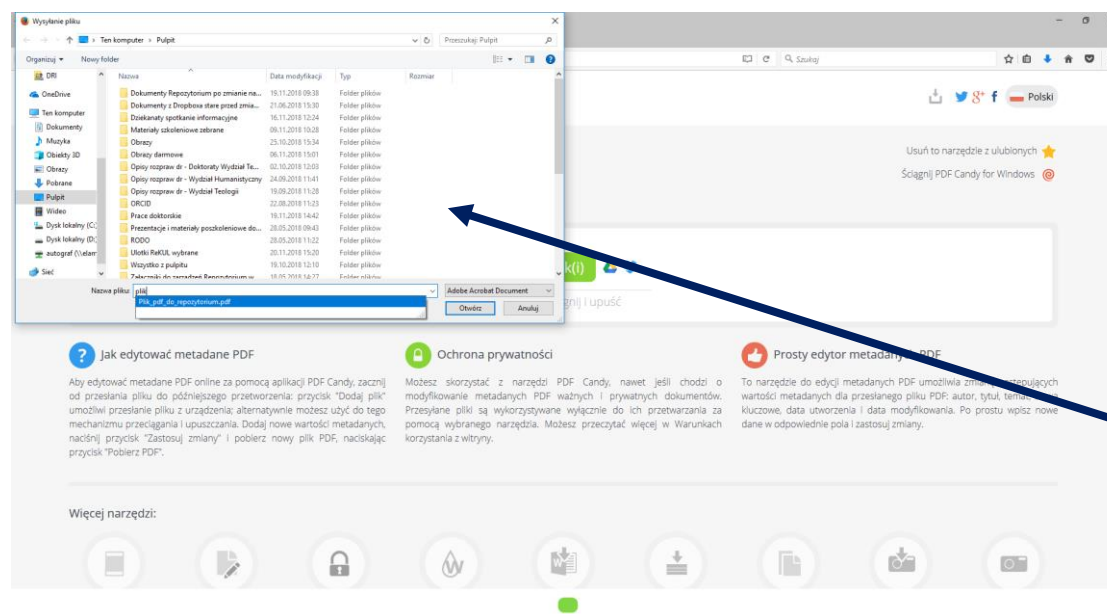 Wysyłanie pliku
Ten komputer › Pulpit
Przeszukaj: Pulpit
Organizuj
Nowy folder
DRI
OneDrive
Ten komputer
Dokumenty
Muzyka
Obiekty 3D
Obrazy
Pobrane
Pulpit
Wideo
Dysk lokalny (C:)
Dysk lokalny (D:)
autograf (\\elam
Sieć
Nazwa Data modyfikacji Typ Rozmiar
Dokumenty Repozytorium po zmianie na... 19.11.2018 09:38 Folder plików
Dokumenty z Dropboxa stare przed zmia... 21.06.2018 15:30 Folder plików
Dziekanaty spotkanie informacyjne 16.11.2018 12:24 Folder plików
Materiały szkoleniowe zebrane 09.11.2018 10:28 Folder plików
Obrazy 25.10.2018 15:34 Folder plików
Obrazy darmowe 06.11.2018 15:01 Folder plików
Opisy rozpraw dr - Doktoraty Wydział Te... 02.10.2018 12:03 Folder plików
Opisy rozpraw dr - Wydział Humanistyczny 24.09.2018 11:41 Folder plików
Opisy rozpraw dr - Wydział Teologii 19.09.2018 11:28 Folder plików
ORCID 22.08.2018 11:23 Folder plików
Prace doktorskie 19.11.2018 14:42 Folder plików
Prezentacje i materiały poszkoleniowe do... 28.05.2018 09:43 Folder plików
RODO 28.05.2018 11:22 Folder plików
Ulotki ReKUL wybrane 20.11.2018 15:20 Folder plików
Wszystko z pulpitu 19.10.2018 12:10 Folder plików
Załączniki do zarządzeń Repozytorium w 18.05.2018 14:27 Folder plików
Nazwa pliku: plik
Plik_pdf_do_repozytorium.pdf
Adobe Acrobat Document
Otwórz Anuluj
Szukaj
8+ f Polski
Usuń to narzędzie z ulubionych
Ściągnij PDF Candy for Windows
k(i)
gnij i upuść
Jak edytować metadane PDF
Aby edytować metadane PDF online za pomocą aplikacji PDF Candy, zacznij
od przesłania pliku do późniejszego przetworzenia: przycisk "Dodaj plik"
umożliwi przesłanie pliku z urządzenia; alternatywnie możesz użyć do tego
mechanizmu przeciągania i upuszczania. Dodaj nowe wartości metadanych,
naciśnij przycisk "Zastosuj zmiany" i pobierz nowy plik PDF, naciskając
przycisk "Pobierz PDF".
Ochrona prywatności
Możesz skorzystać z narzędzi PDF Candy, nawet jeśli chodzi o
modyfikowanie metadanych PDF ważnych i prywatnych dokumentów.
Przesyłane pliki są wykorzystywane wyłącznie do ich przetwarzania za
pomocą wybranego narzędzia. Możesz przeczytać więcej w Warunkach
korzystania z witryny.
Prosty edytor metadanych PDF
To narzędzie do edycji metadanych PDF umożliwia zmianę następujących
wartości metadanych dla przesłanego pliku PDF: autor, tytuł, temat,
kluczowe, data utworzenia i data modyfikowania. Po prostu wpisz nowe
dane w odpowiednie pola i zastosuj zmiany.
Więcej narzędzi: